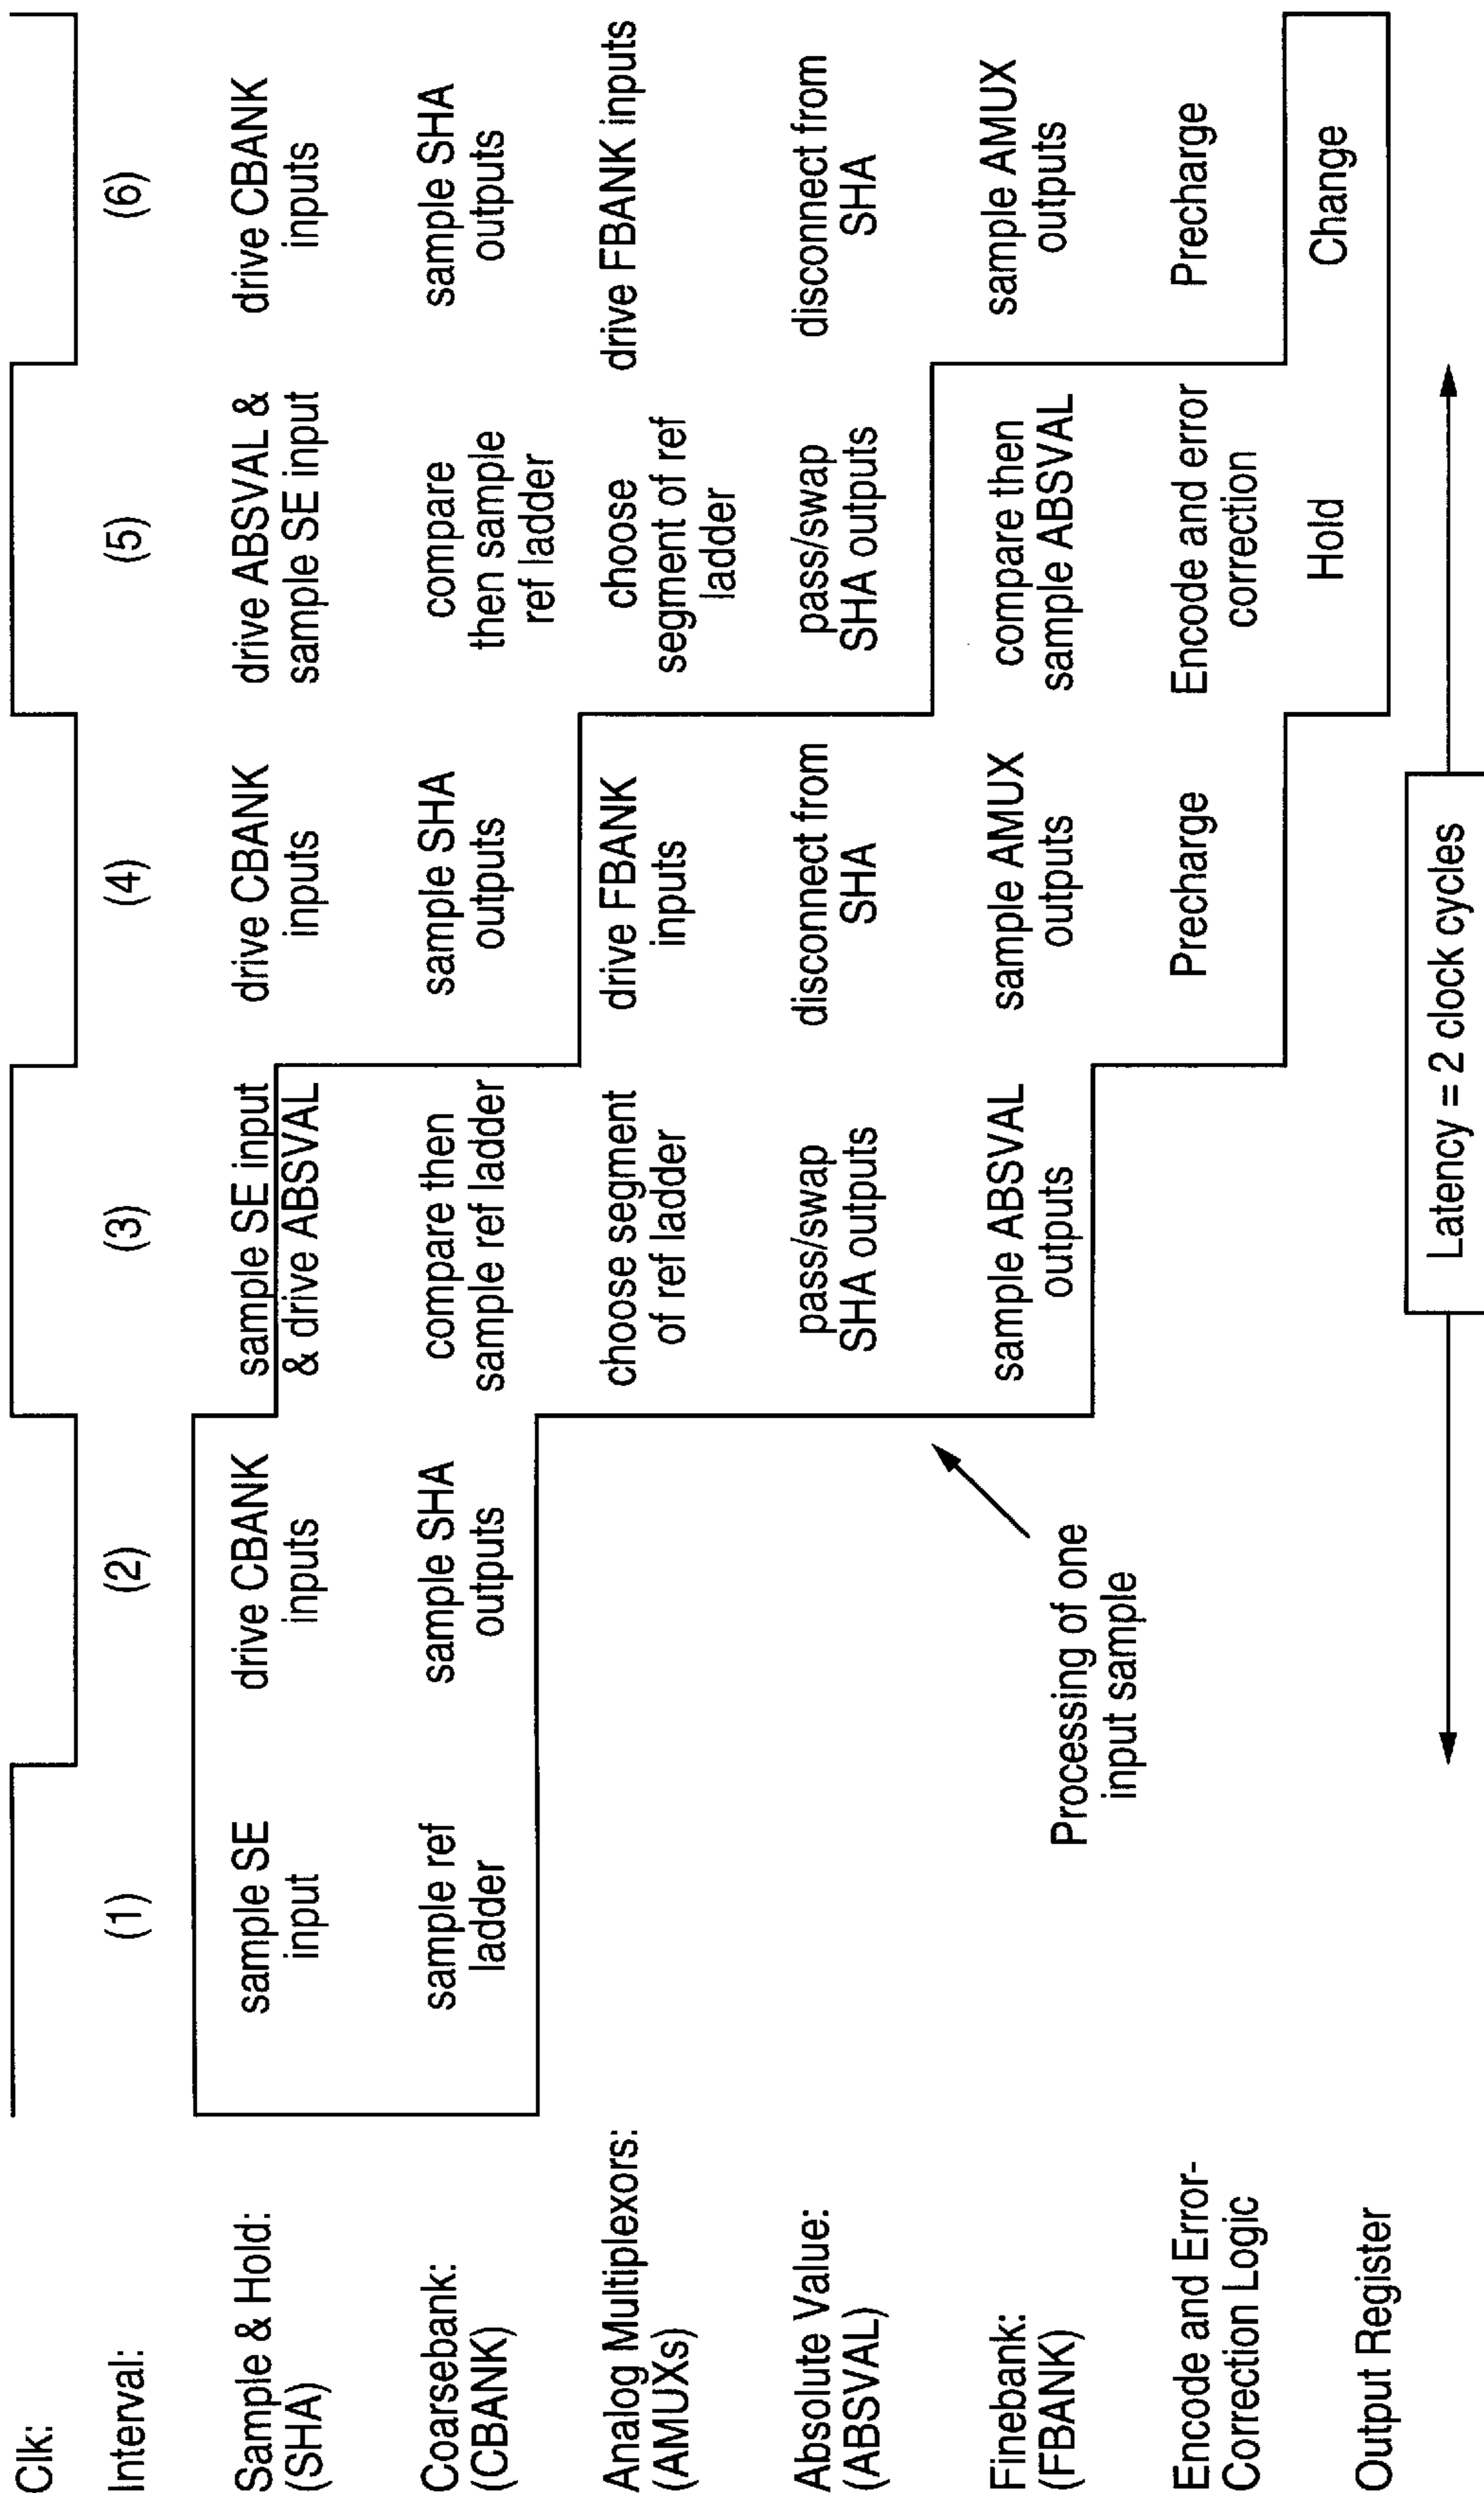 Clk:
Interval:
(1)
(2)
(3)
(4)
(5)
(6)
Sample & Hold:
(SHA)
sample SE
input
drive CBANK
inputs
sample SE input
& drive ABSVAL
drive CBANK
inputs
drive ABSVAL &
sample SE input
drive CBANK
inputs
Coarsebank:
(CBANK)
sample ref
ladder
sample SHA
outputs
compare then
sample ref ladder
sample SHA
outputs
compare
then sample
ref ladder
sample SHA
outputs
Analog Multiplexors:
(AMUXs)
choose segment
of ref ladder
drive FBANK
inputs
choose
segment of ref
ladder
drive FBANK inputs
Absolute Value:
(ABSVAL)
pass/swap
SHA outputs
disconnect from
SHA
pass/swap
SHA outputs
disconnect from
SHA
Finebank:
(FBANK)
sample ABSVAL
outputs
sample AMUX
outputs
compare then
sample ABSVAL
sample AMUX
outputs
Encode and Error-
Correction Logic
Precharge
Encode and error
correction
Precharge
Output Register
Hold
Change
Processing of one
input sample
Latency = 2 clock cycles